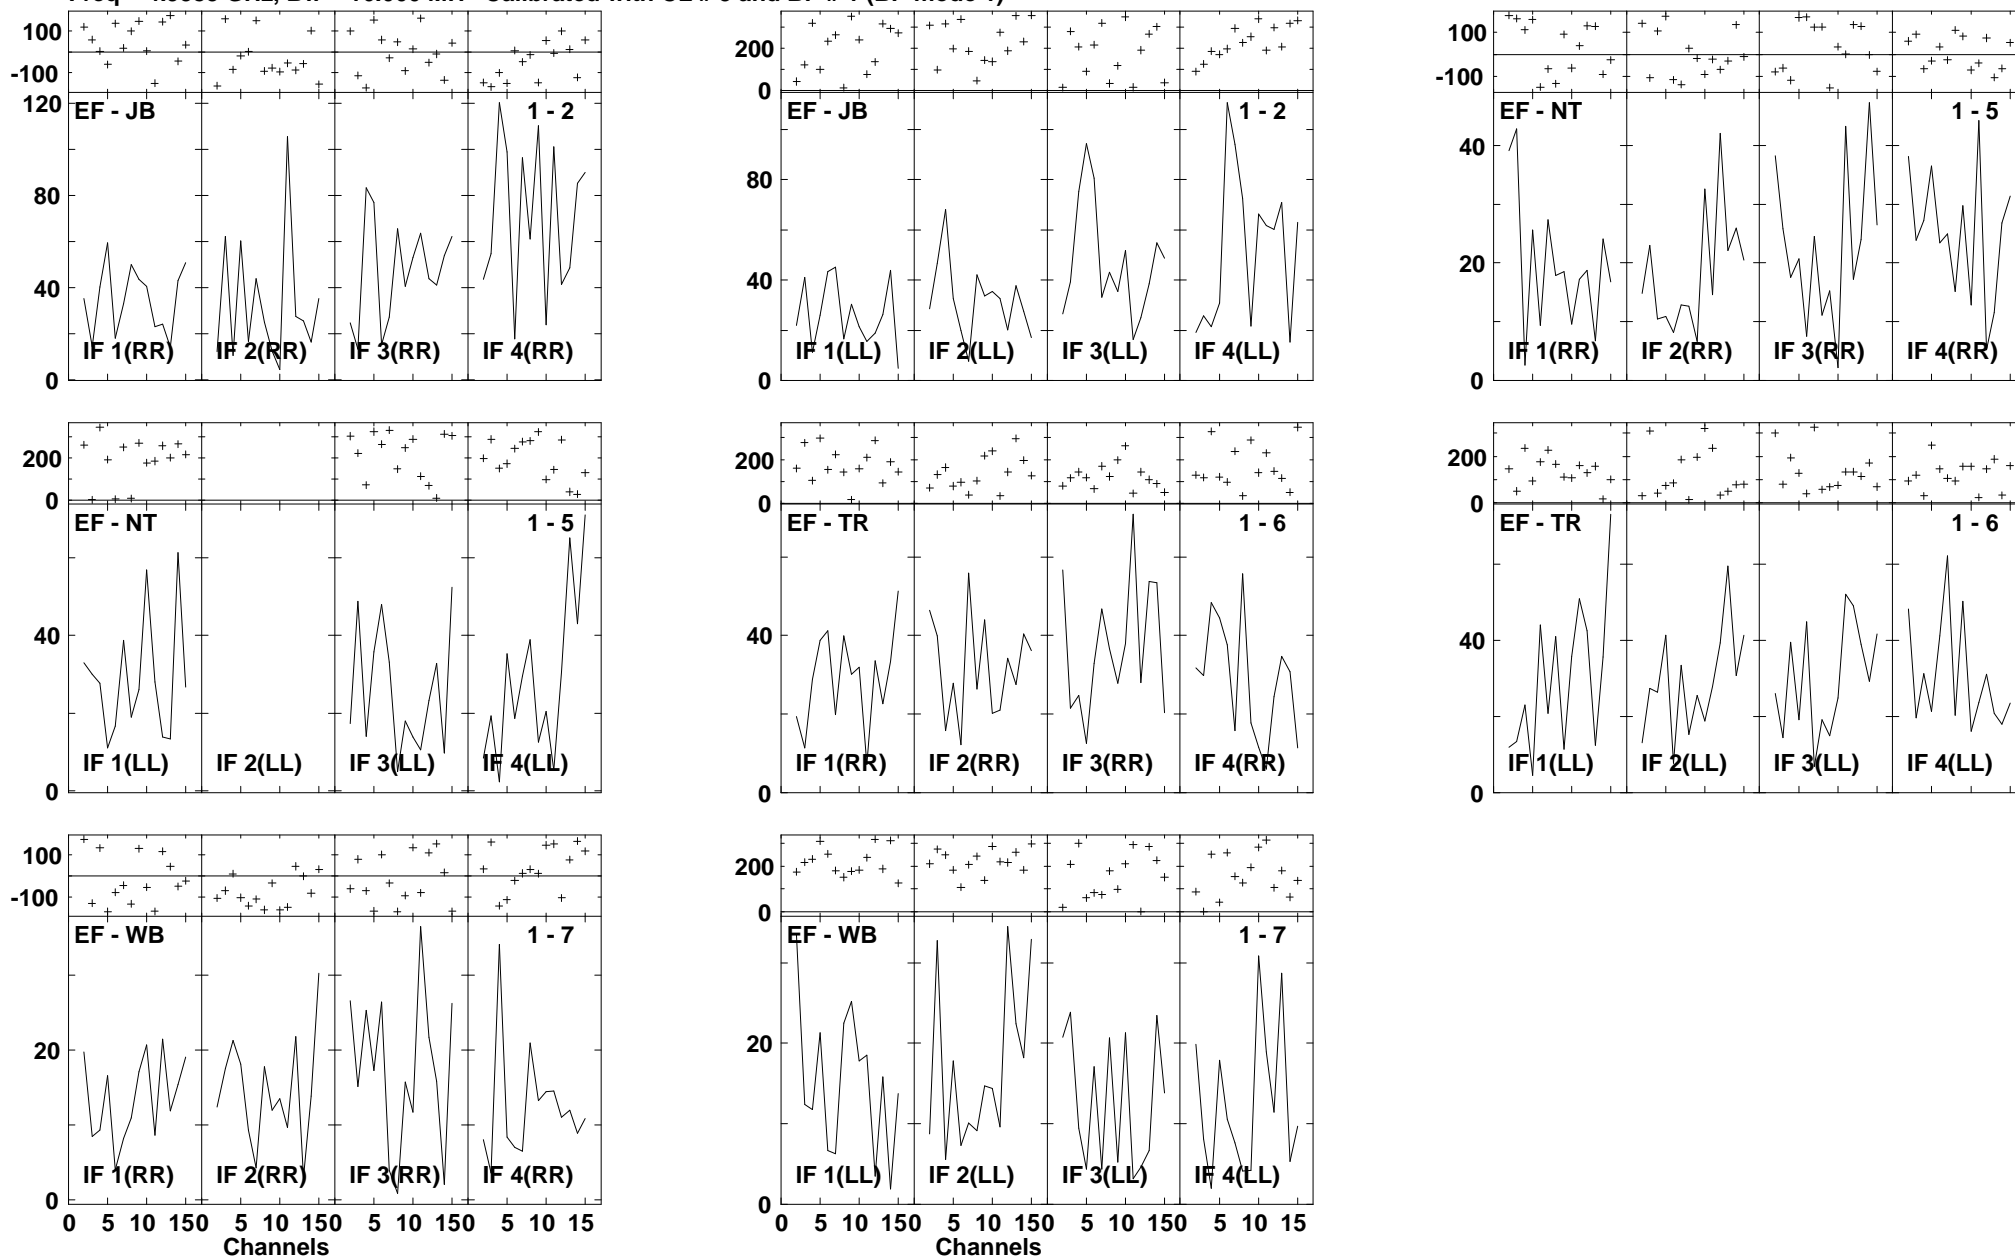 100
-100
EF - JB 1 - 2
120
80
40
0
IF 1(RR) IF 2(RR) IF 3(RR) IF 4(RR)
200
0
EF - JB 1 - 2
80
40
0
IF 1(LL) IF 2(LL) IF 3(LL) IF 4(LL)
100
-100
EF - NT 1 - 5
40
20
0
IF 1(RR) IF 2(RR) IF 3(RR) IF 4(RR)
200
0
EF - NT 1 - 5
40
0
IF 1(LL) IF 2(LL) IF 3(LL) IF 4(LL)
200
0
EF - TR 1 - 6
40
0
IF 1(RR) IF 2(RR) IF 3(RR) IF 4(RR)
200
0
EF - TR 1 - 6
40
0
IF 1(LL) IF 2(LL) IF 3(LL) IF 4(LL)
100
-100
EF - WB 1 - 7
20
0
IF 1(RR) IF 2(RR) IF 3(RR) IF 4(RR)
0 5 10 150 5 10 150 5 10 150 5 10 15
Channels
200
0
EF - WB 1 - 7
20
0
IF 1(LL) IF 2(LL) IF 3(LL) IF 4(LL)
0 5 10 150 5 10 150 5 10 150 5 10 15
Channels